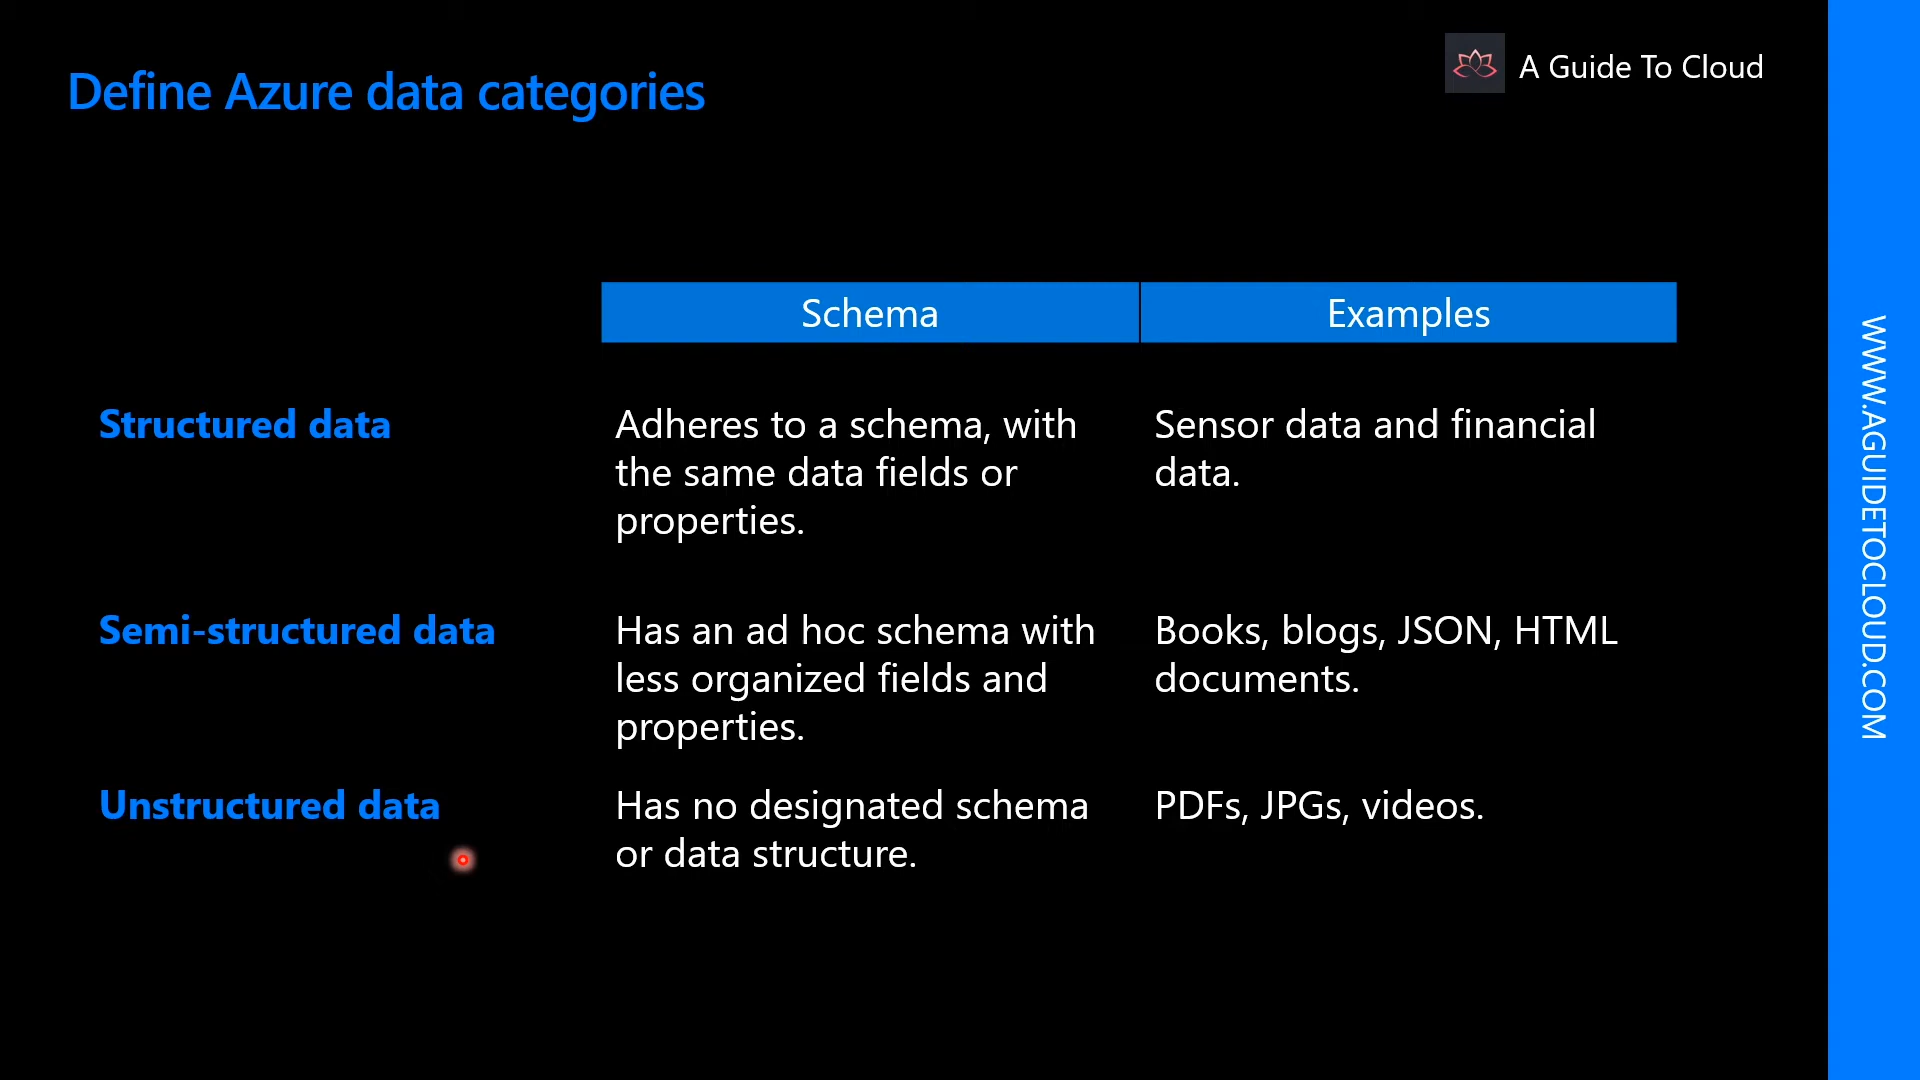 Define Azure data categories
A Guide To Cloud
Schema
Examples
Structured data
Adheres to a schema, with
the same data fields or
properties.
Sensor data and financial
data.
Semi-structured data
Has an ad hoc schema with
less organized fields and
properties.
Books, blogs, JSON, HTML
documents.
Unstructured data
Has no designated schema
or data structure.
PDFs, JPGs, videos.
WWW.AGUIDETOCLOUD.COM